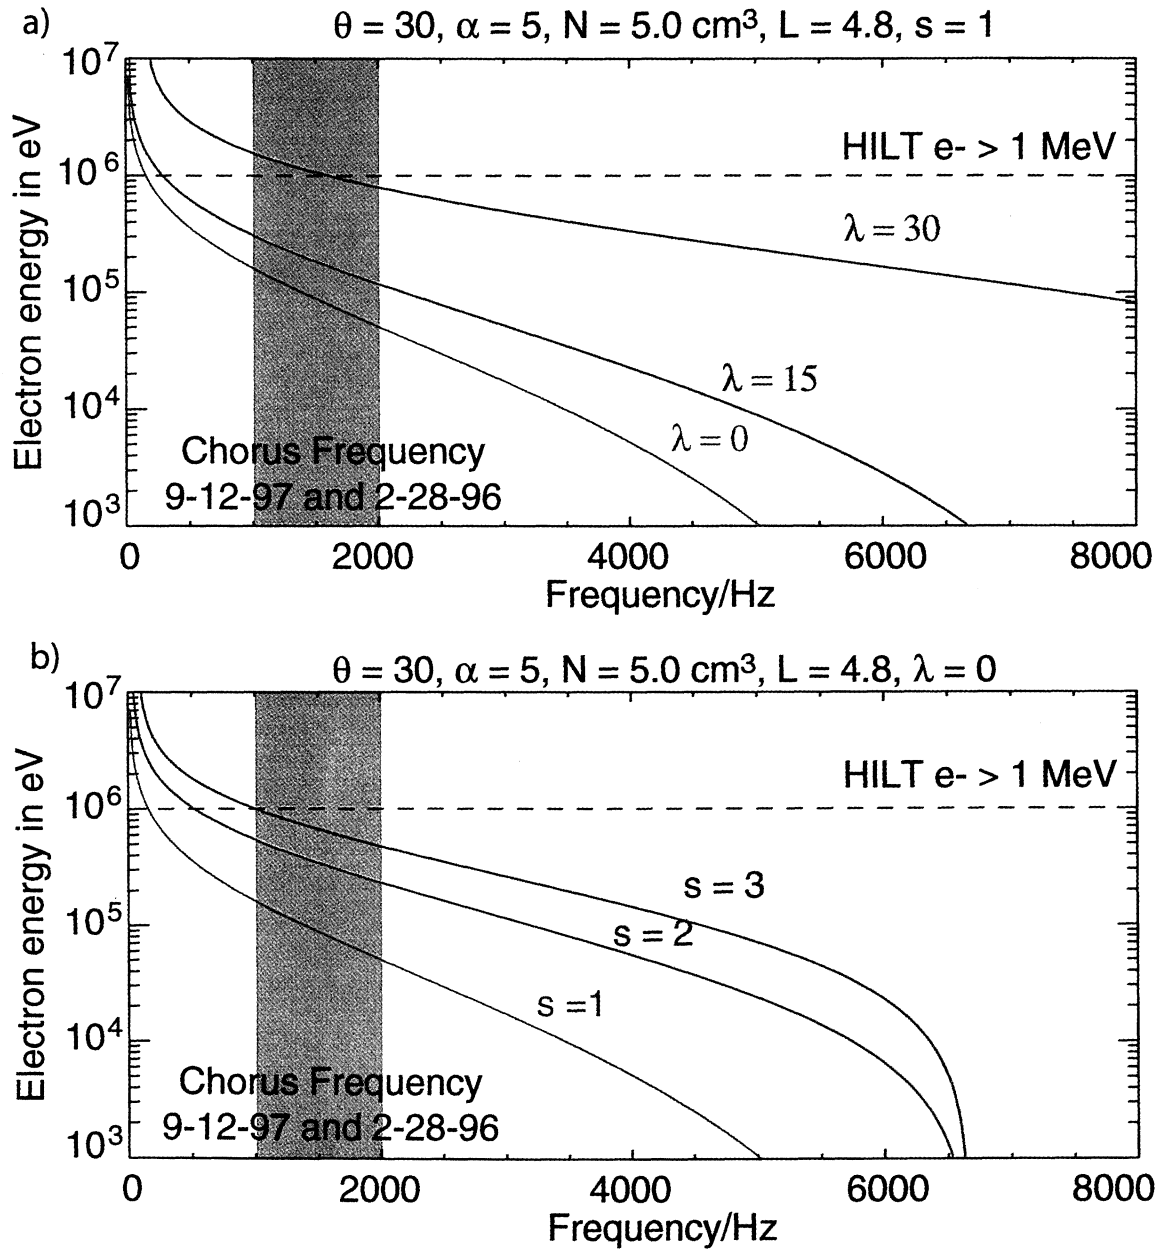 a)
θ = 30, α = 5, N = 5.0 cm³, L = 4.8, s = 1
Electron energy in eV
10⁷
10⁶
10⁵
10⁴
10³
HILT e- > 1 MeV
λ = 30
λ = 15
λ = 0
Chorus Frequency
9-12-97 and 2-28-96
0 2000 4000 6000 8000
Frequency/Hz
b)
θ = 30, α = 5, N = 5.0 cm³, L = 4.8, λ = 0
Electron energy in eV
10⁷
10⁶
10⁵
10⁴
10³
HILT e- > 1 MeV
s = 3
s = 2
s =1
Chorus Frequency
9-12-97 and 2-28-96
0 2000 4000 6000 8000
Frequency/Hz